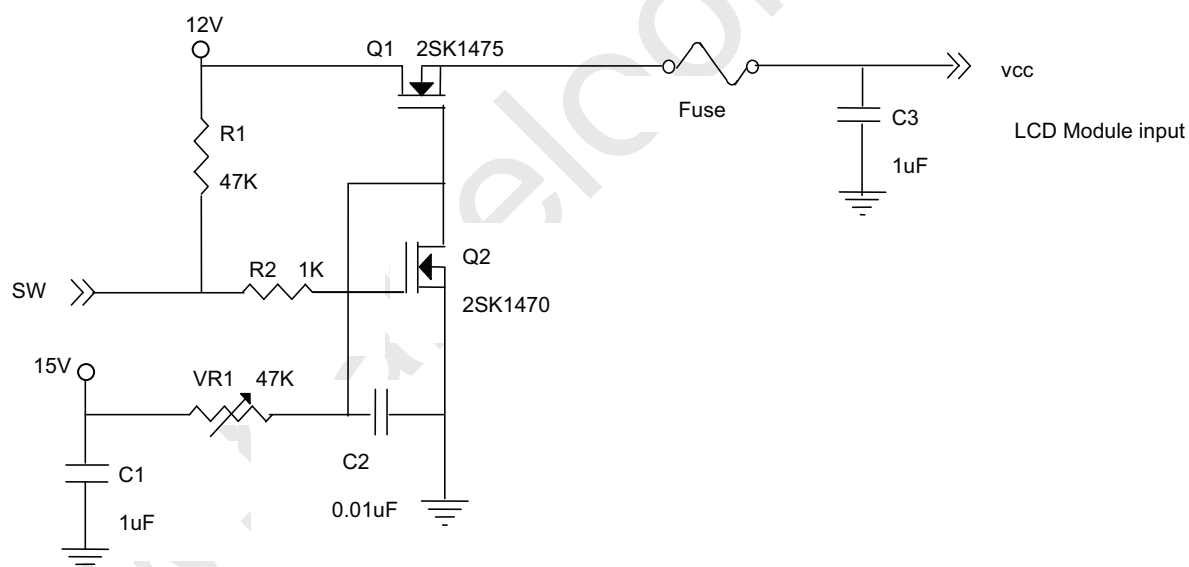 12V
Q1 2SK1475
vcc
Fuse
R1
C3
LCD Module input
47K
1uF
Q2
R2 1K
SW
2SK1470
15V
VR1 47K
C2
C1
0.01uF
1uF